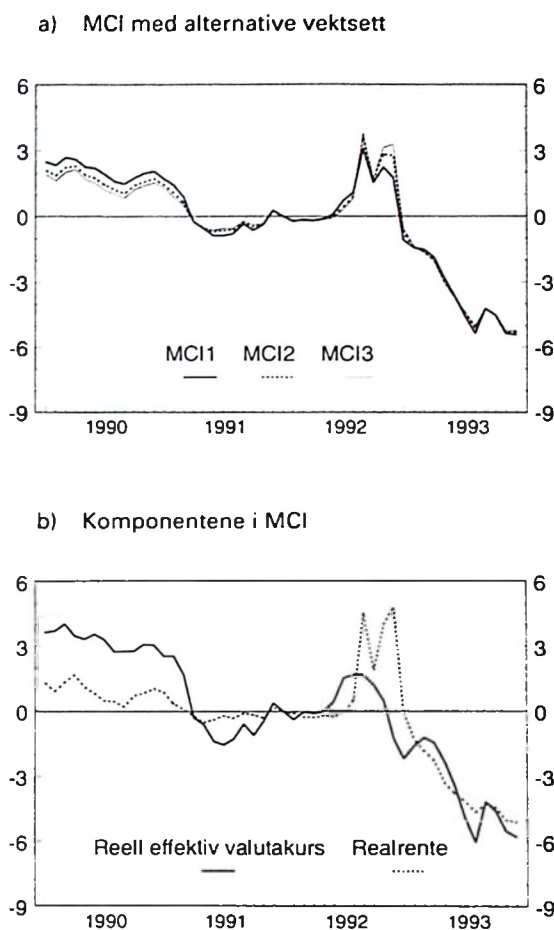 a) MCI med alternative vektsett
6 6
3 3
0 0
-3 -3
MCI1 MCI2 MCI3
-6 -6
-9 -9
1990 1991 1992 1993
b) Komponentene i MCI
6 6
3 3
0 0
-3 -3
Reell effektiv valutakurs Realrente
-6 -6
-9 -9
1990 1991 1992 1993